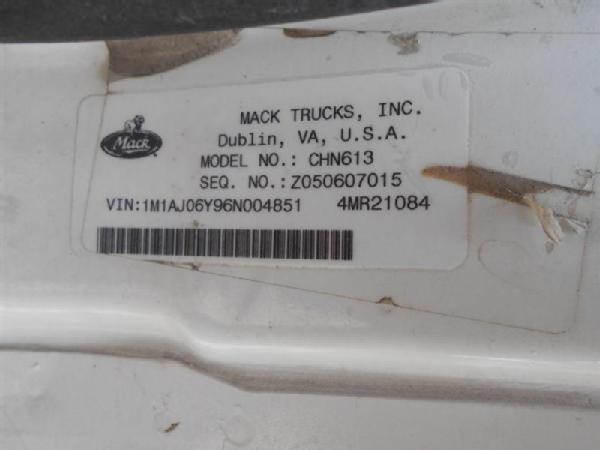 MACK TRUCKS, INC.
Mack
Dublin, VA, U.S.A.
MODEL NO.: CHN613
SEQ. NO.:Z050607015
VIN:1M1AJ06Y96N004851 4MR21084